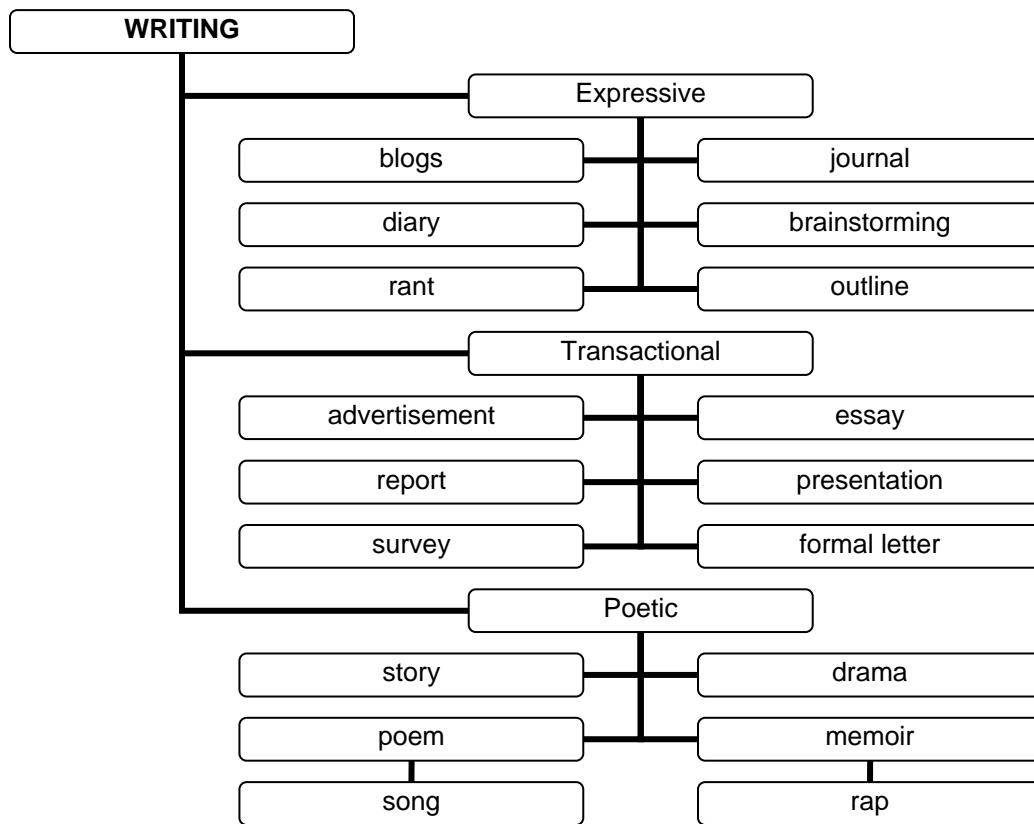 WRITING
Expressive
blogs
journal
diary
brainstorming
rant
outline
Transactional
advertisement
essay
report
presentation
survey
formal letter
Poetic
story
drama
poem
memoir
song
rap